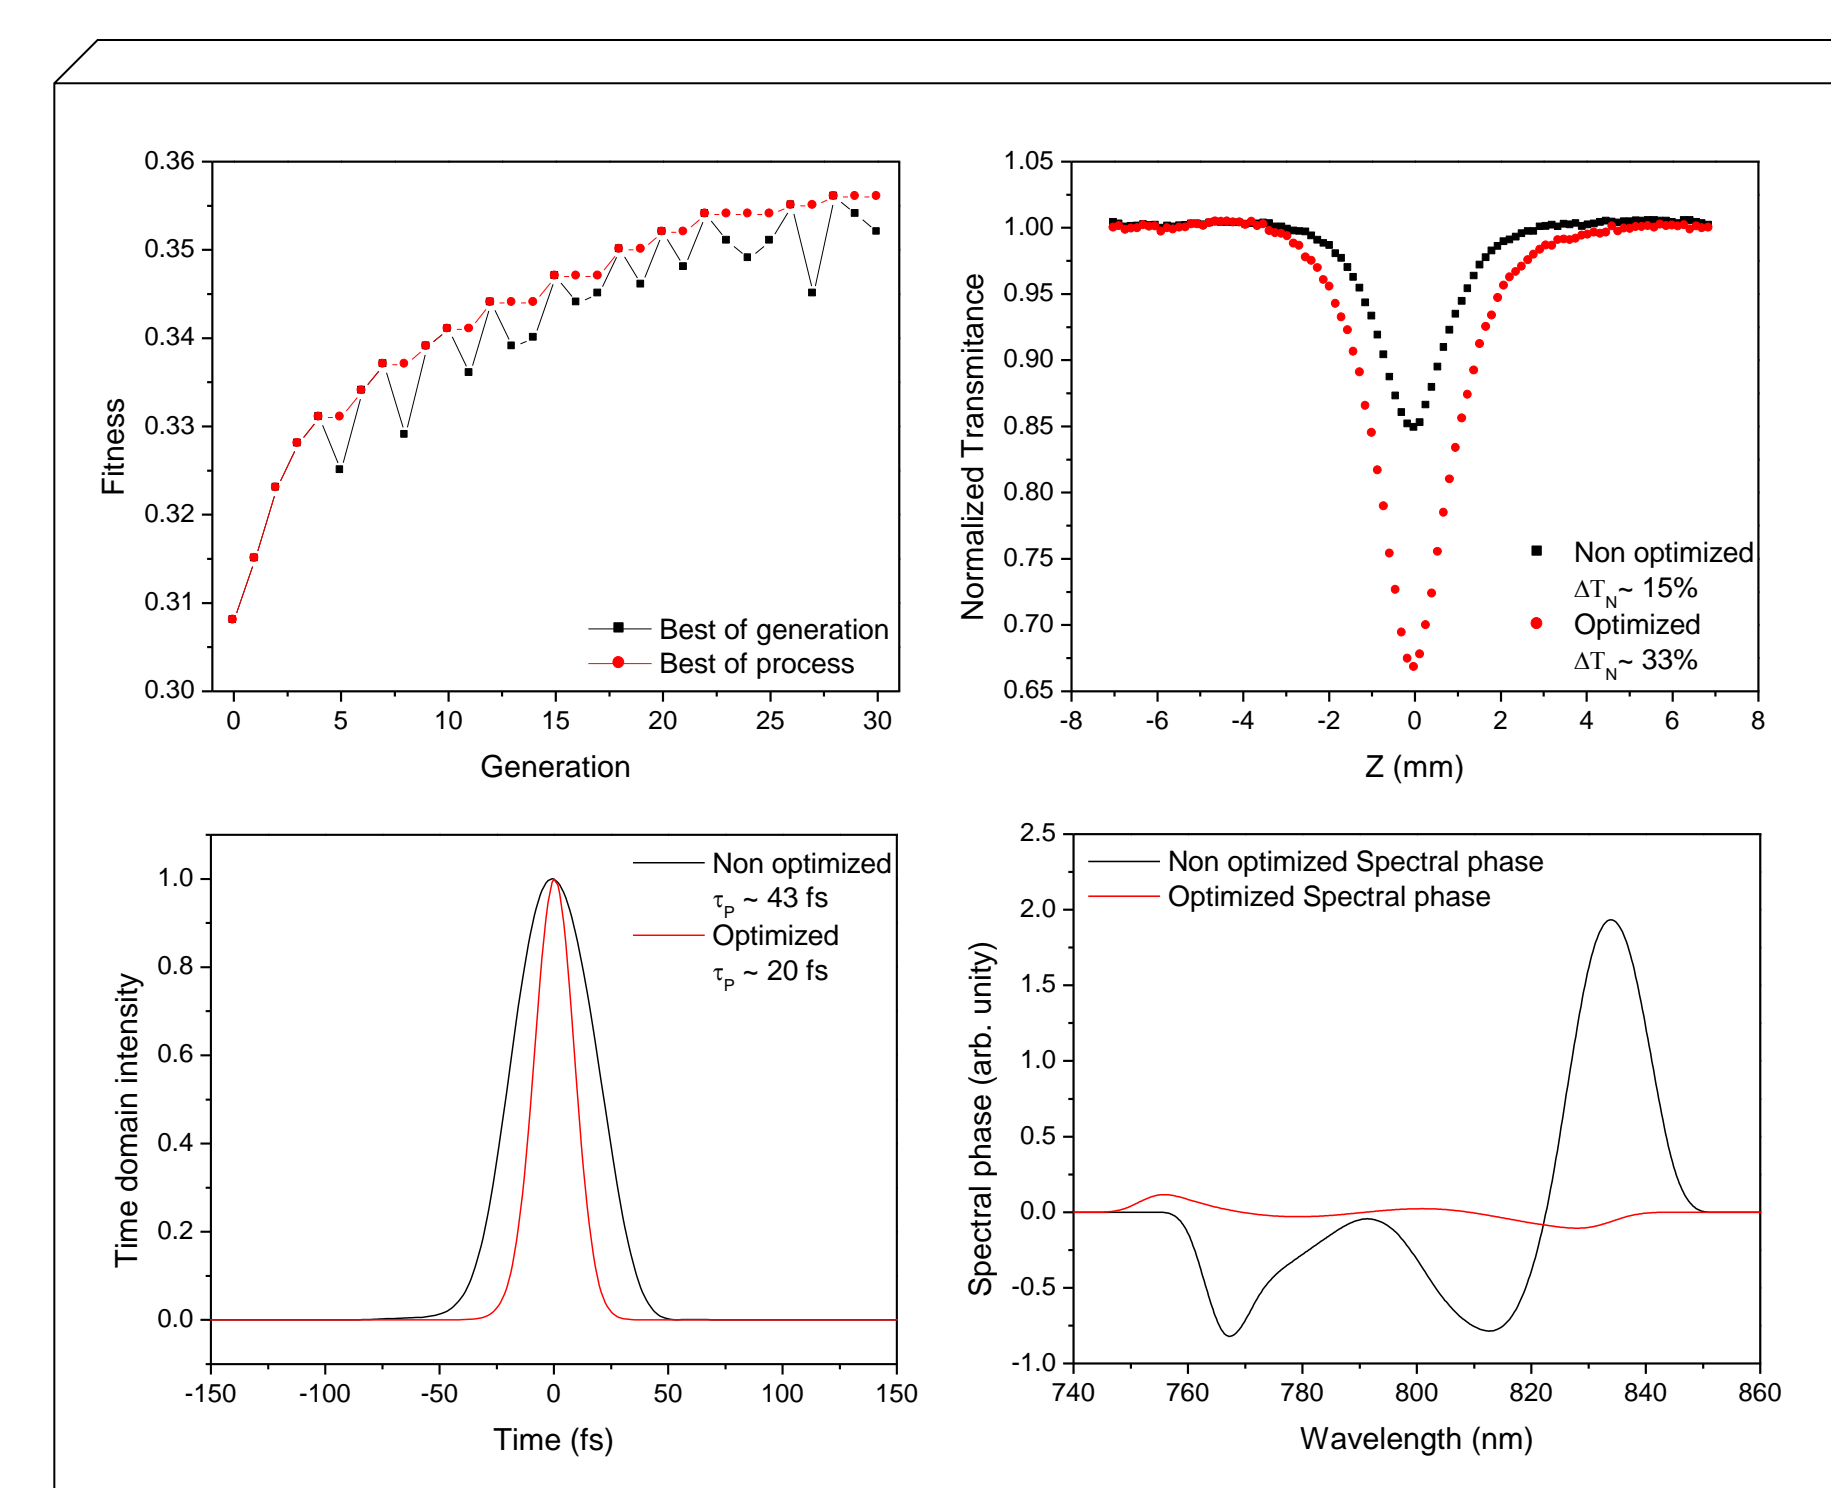 0.36
0.35
0.34
0.33
0.32
0.31
0.30
Fitness
Best of generation
Best of process
0 5 10 15 20 25 30
Generation
1.05
1.00
0.95
0.90
0.85
0.80
0.75
0.70
0.65
Normalized Transmitance
Non optimized
ΔT_N~ 15%
Optimized
ΔT_N~ 33%
-8 -6 -4 -2 0 2 4 6 8
Z (mm)
1.0
0.8
0.6
0.4
0.2
0.0
Time domain intensity
Non optimized
τ_P ~ 43 fs
Optimized
τ_P ~ 20 fs
-150 -100 -50 0 50 100 150
Time (fs)
2.5
2.0
1.5
1.0
0.5
0.0
-0.5
-1.0
Spectral phase (arb. unity)
Non optimized Spectral phase
Optimized Spectral phase
740 760 780 800 820 840 860
Wavelength (nm)